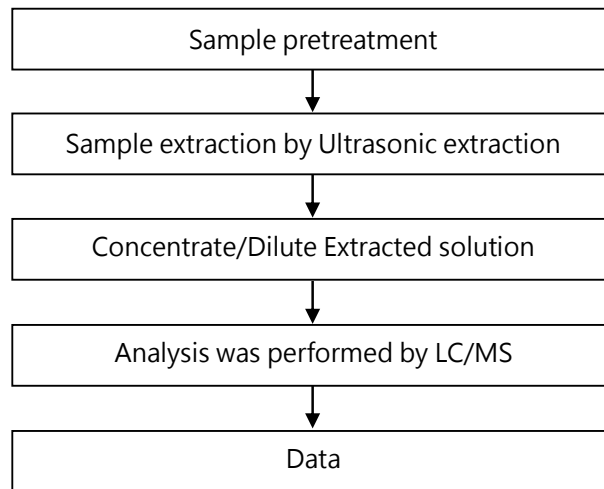 Sample pretreatment
Sample extraction by Ultrasonic extraction
Concentrate/Dilute Extracted solution
Analysis was performed by LC/MS
Data